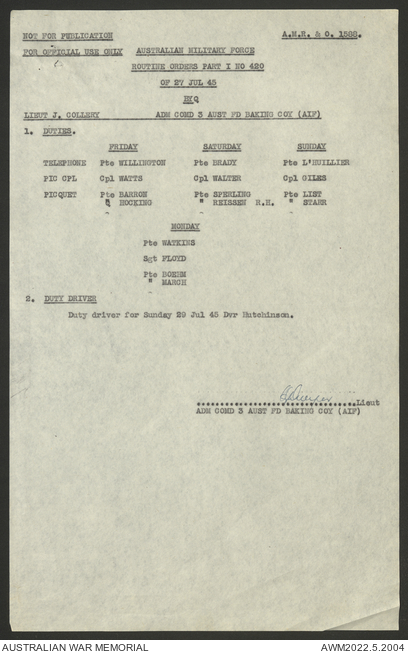 NOT FOR PUBLICATION A.M.R. & O. 1588.
FOR OFFICIAL USE ONLY AUSTRALIAN MILITARY FORCE
ROUTINE ORDERS PART I NO 420
OF 27 JUL 45
BY
LIEUT J. COLLERY ADM COMD 3 AUST FD BAKING COY (AIF)
1. DUTIES.
FRIDAY SATURDAY SUNDAY
TELEPHONE Pte WILLINGTON Pte BRADY Pte L'HUILLIER
PIC CPL Cpl WATTS Cpl WALTER Cpl GILES
PICQUET Pte BARRON Pte SPERLING Pte LIST
" HOCKING " REISSEN R.H. " STARR
MONDAY
Pte WATKINS
Sgt FLOYD
Pte BOEHM
" MARCH
2. DUTY DRIVER
Duty driver for Sunday 29 Jul 45 Dvr Hutchinson.
Lieut
ADM COMD 3 AUST FD BAKING COY (AIF)
AUSTRALIAN WAR MEMORIAL AWM2022.5.2004